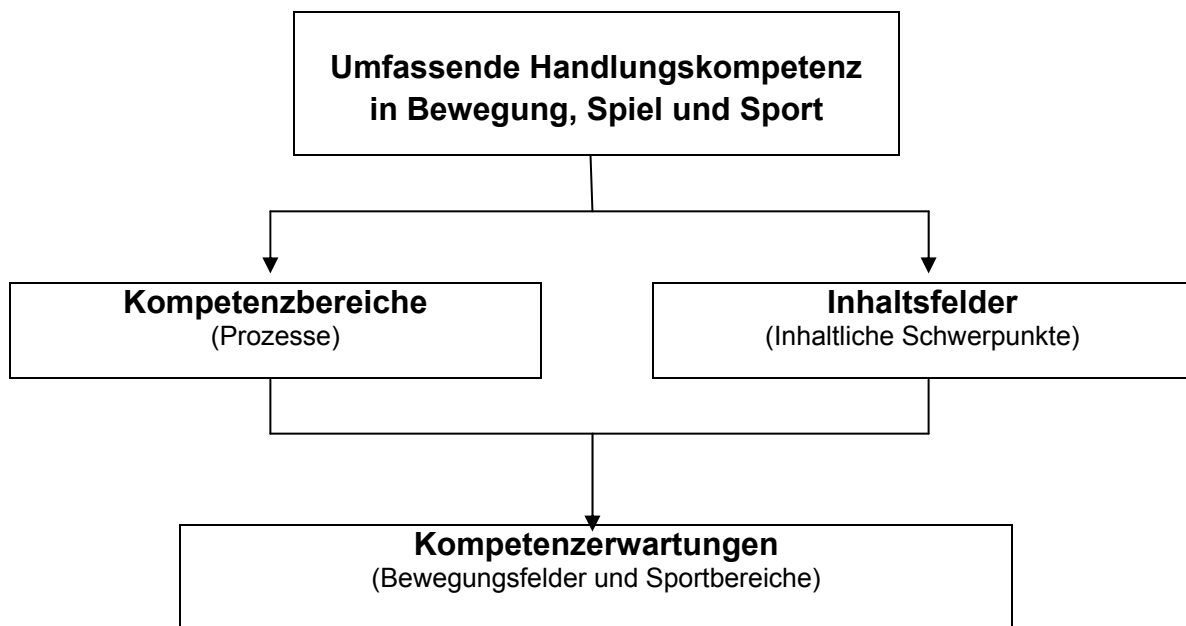 Umfassende Handlungskompetenz
in Bewegung, Spiel und Sport
Kompetenzbereiche
(Prozesse)
Inhaltsfelder
(Inhaltliche Schwerpunkte)
Kompetenzerwartungen
(Bewegungsfelder und Sportbereiche)